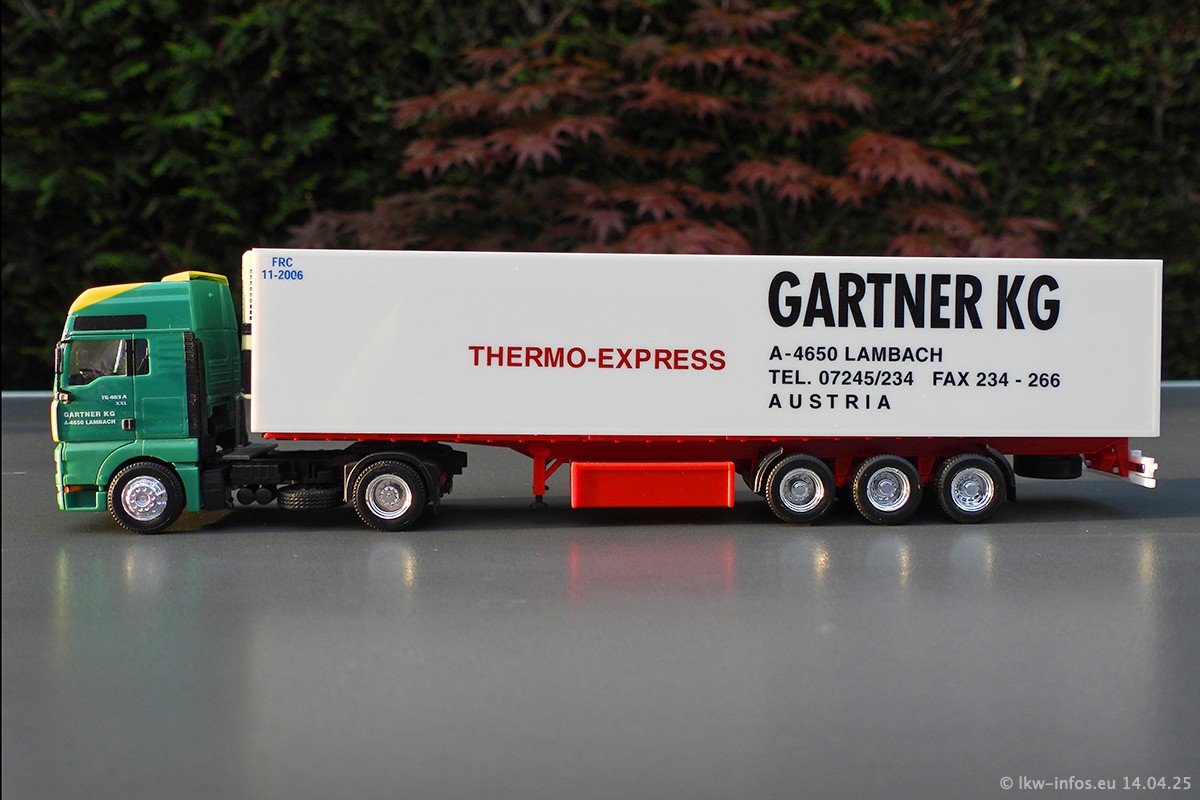 FRC
11-2006
GARTNER KG
THERMO-EXPRESS
A-4650 LAMBACH
TEL. 07245/234 FAX 234 - 266
AUSTRIA
XXL
GARTNER KG
A-4650 LAMBACH
© lkw-infos.eu 14.04.25